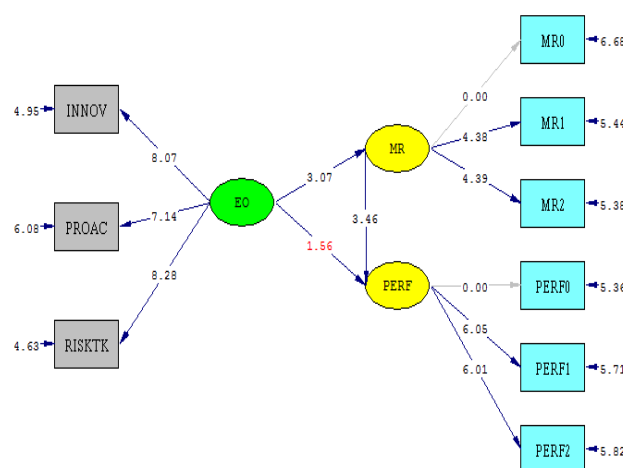 MR0
6.68
4.95
INNOV
0.00
8.07
MR1
5.44
4.38
MR
3.07
4.39
6.08
PROAC
7.14
EO
MR2
5.38
3.46
1.56
8.28
PERF
0.00
PERF0
5.36
4.63
RISKTK
6.05
PERF1
5.71
6.01
PERF2
5.82